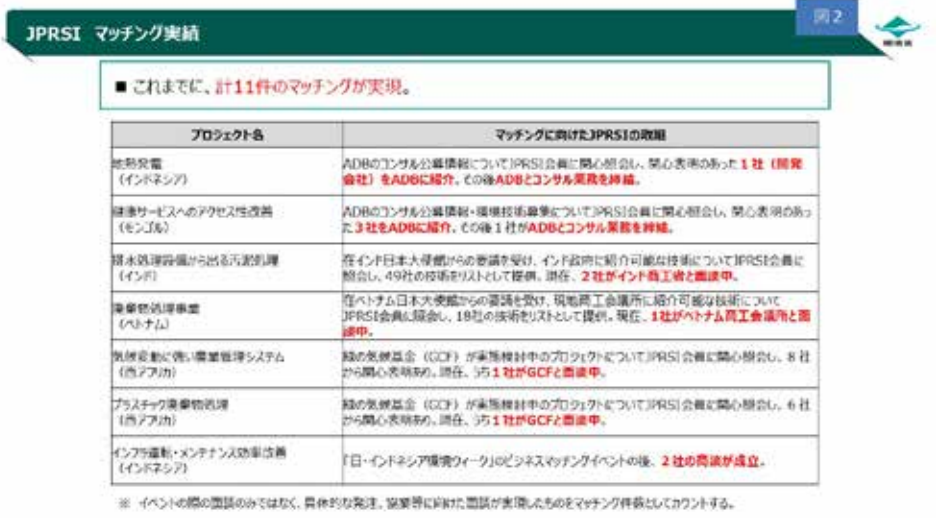 図2
JPRSI マッチング実績
環境省
■ これまでに、計11件のマッチングが実現。
プロジェクト名
マッチングに向けたJPRSIの取組
地熱発電
(インドネシア)
ADBのコンサル公募情報についてJPRSI会員に関心照会し、関心表明のあった1社(開発
会社)をADBに紹介。その後ADBとコンサル業務を締結。
健康サービスへのアクセス性改善
(モンゴル)
ADBのコンサル公募情報・環境技術募集についてJPRSI会員に関心照会し、関心表明のあっ
た3社をADBに紹介。その後1社がADBとコンサル業務を締結。
排水処理設備から出る汚泥処理
(インド)
在インド日本大使館からの要請を受け、インド政府に紹介可能な技術についてJPRSI会員に
照会し、49社の技術をリストとして提供。現在、2社がインド商工省と面談中。
廃棄物処理事業
(ベトナム)
在ベトナム日本大使館からの要請を受け、現地商工会議所に紹介可能な技術について
JPRSI会員に照会し、18社の技術をリストとして提供。現在、1社がベトナム商工会議所と面
談中。
気候変動に強い農業管理システム
(西アフリカ)
緑の気候基金(GCF)が実施検討中のプロジェクトについてJPRSI会員に関心照会し、8社
から関心表明あり。現在、うち1社がGCFと面談中。
プラスチック廃棄物処理
(西アフリカ)
緑の気候基金(GCF)が実施検討中のプロジェクトについてJPRSI会員に関心照会し、6社
から関心表明あり。現在、うち1社がGCFと面談中。
インフラ運転・メンテナンス効率改善
(インドネシア)
「日・インドネシア環境ウィーク」のビジネスマッチングイベントの後、2社の商談が成立。
※ イベントの際の面談のみではなく、具体的な発注、協業等に向けた面談が実現したものをマッチング件数としてカウントする。